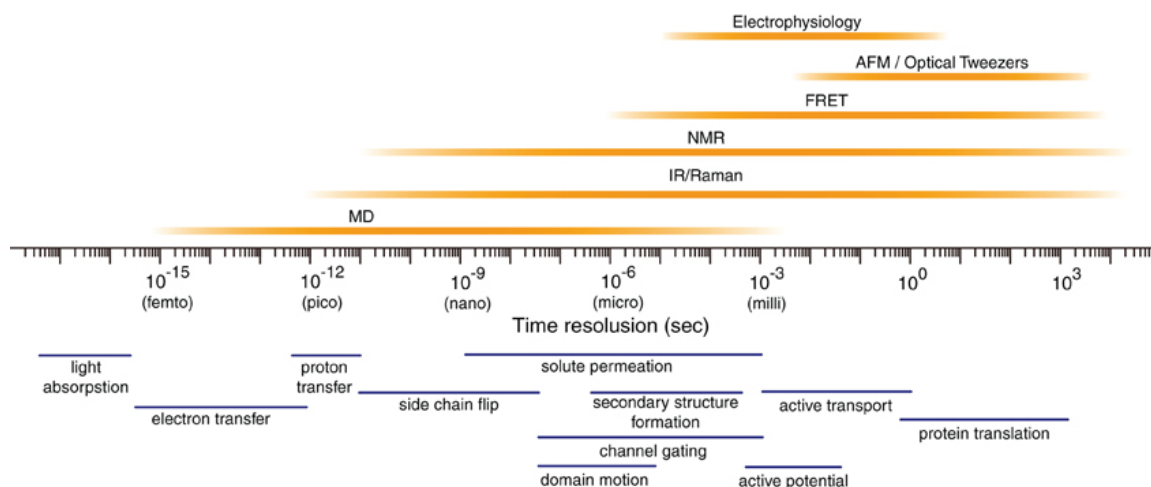 Electrophysiology
AFM / Optical Tweezers
FRET
NMR
IR/Raman
MD
10-15 10-12 10-9 10-6 10-3 100 103
(femto) (pico) (nano) (micro) (milli)
Time resolusion (sec)
light
absorpstion
proton
transfer
solute permeation
electron transfer
side chain flip
secondary structure
formation
active transport
protein translation
channel gating
domain motion
active potential